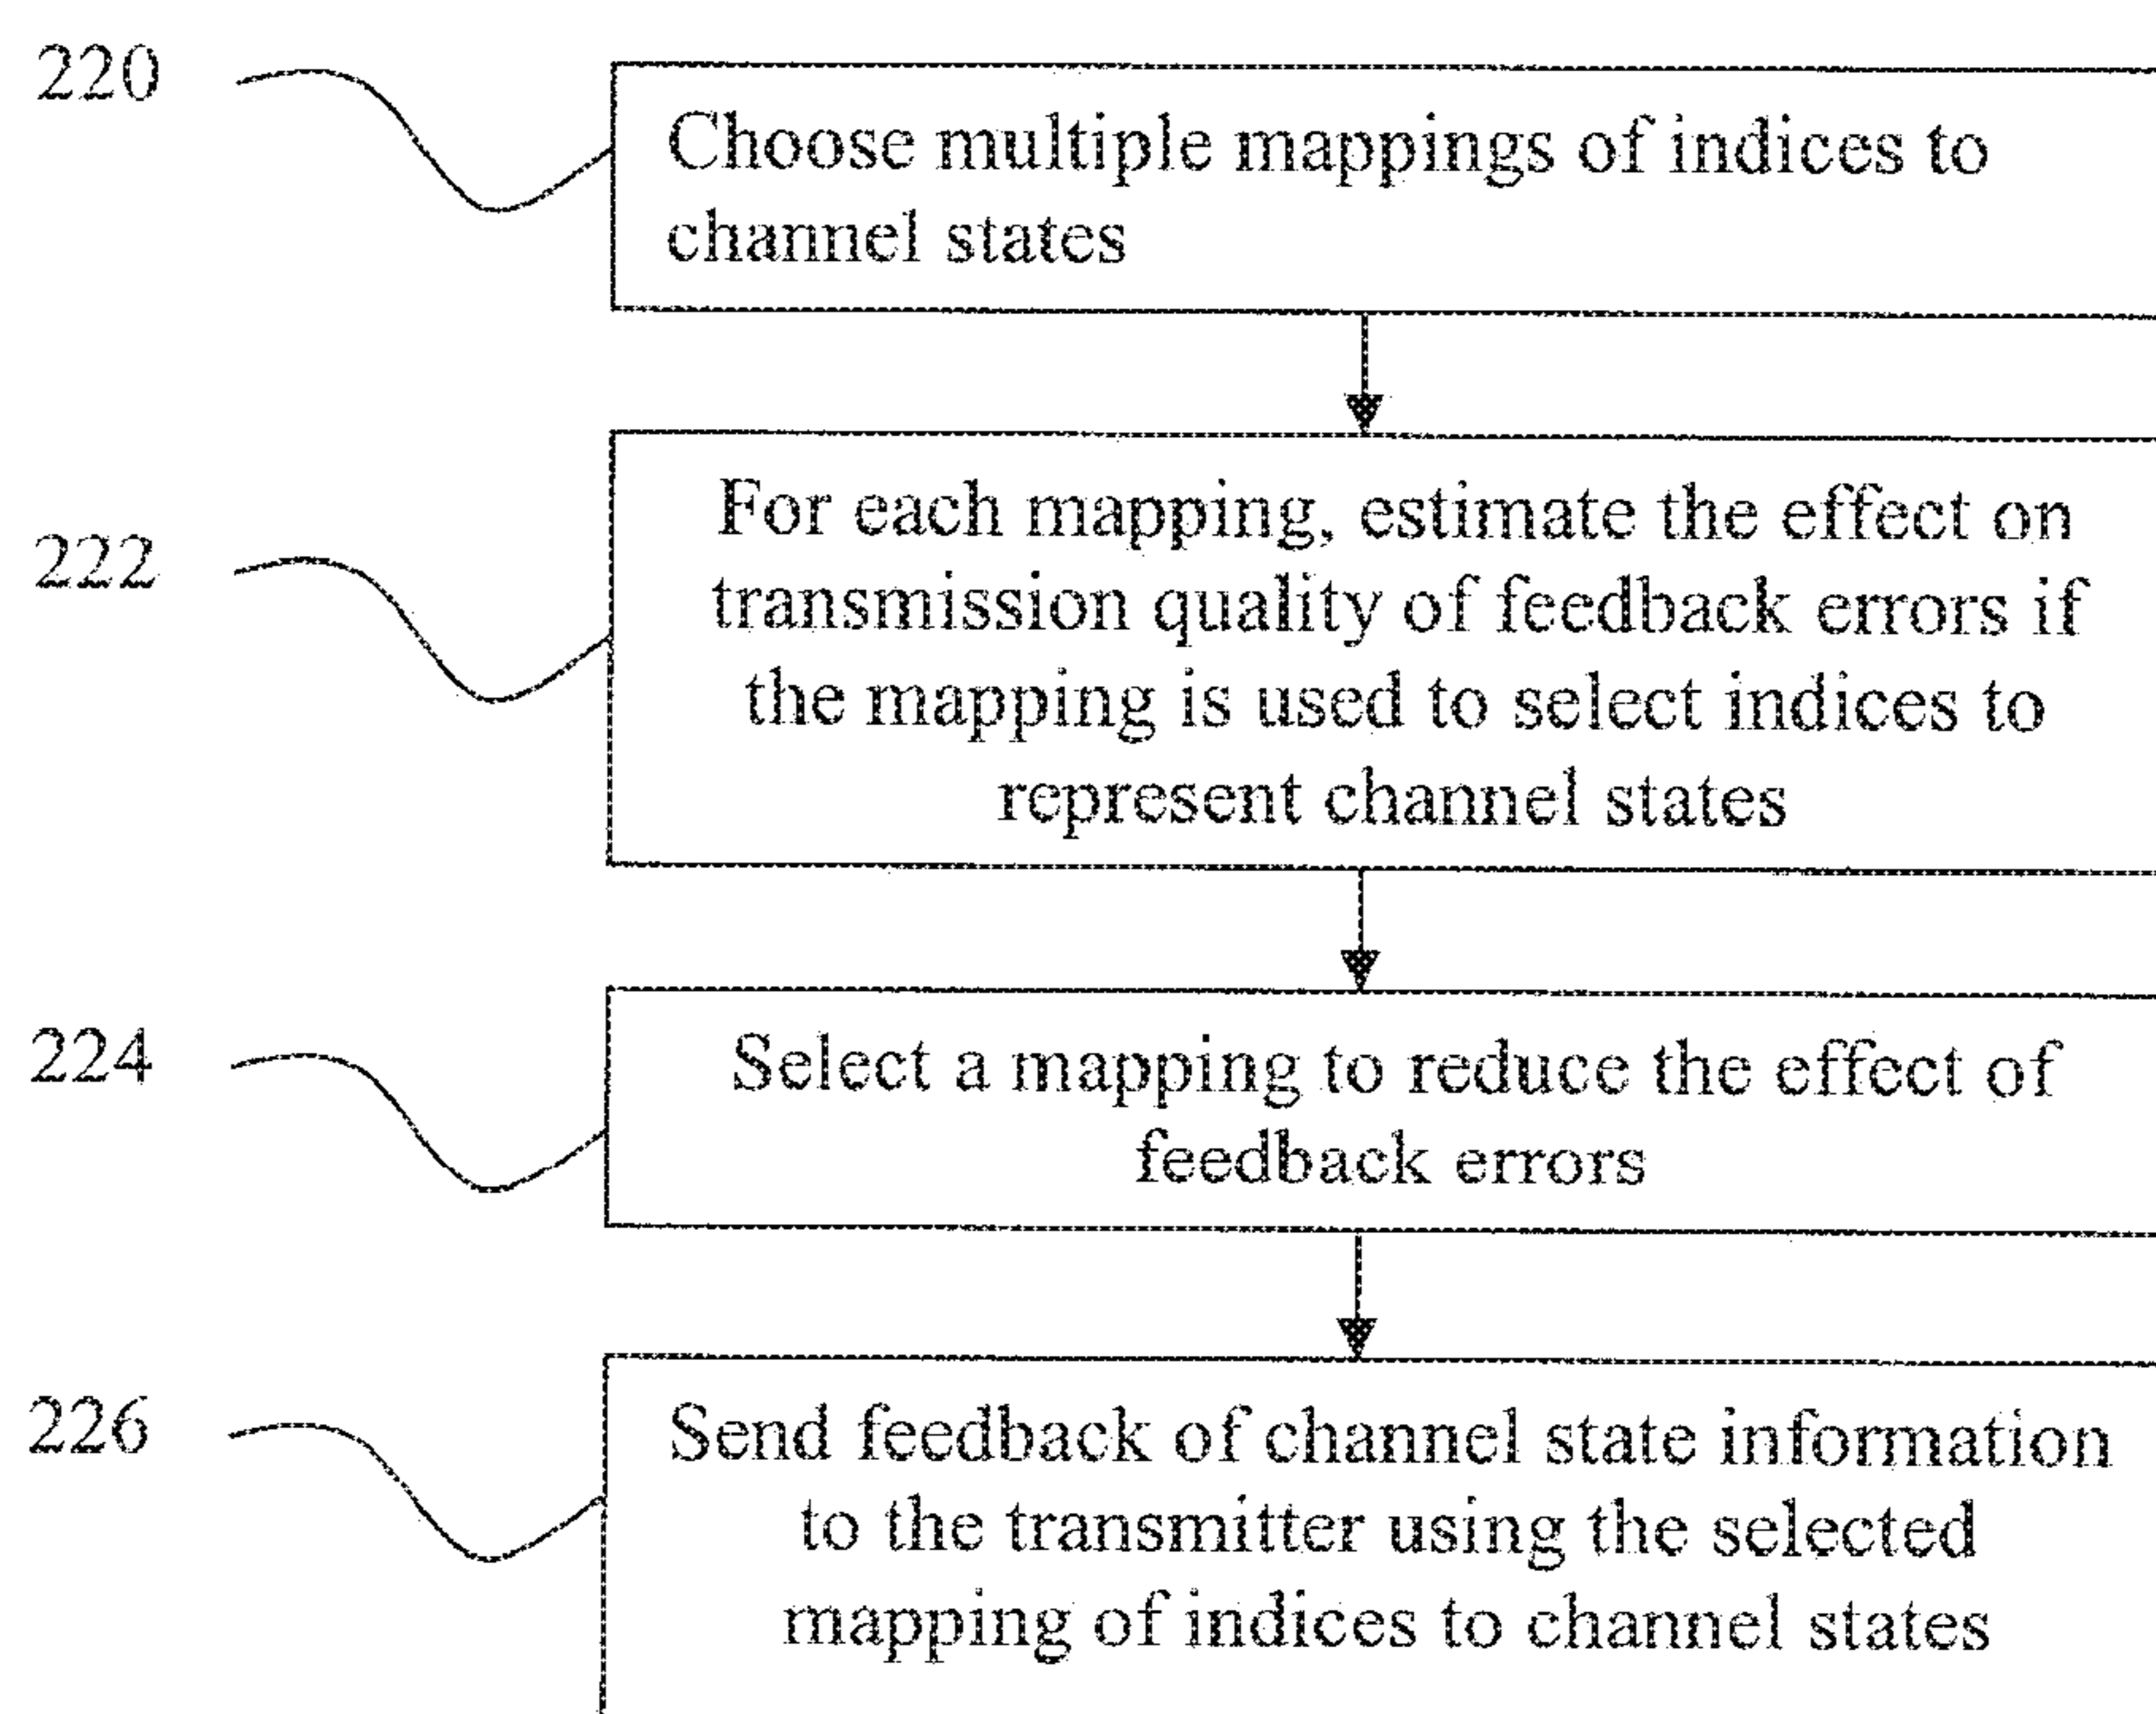 220
Choose multiple mappings of indices to
channel states
222
For each mapping, estimate the effect on
transmission quality of feedback errors if
the mapping is used to select indices to
represent channel states
224
Select a mapping to reduce the effect of
feedback errors
226
Send feedback of channel state information
to the transmitter using the selected
mapping of indices to channel states